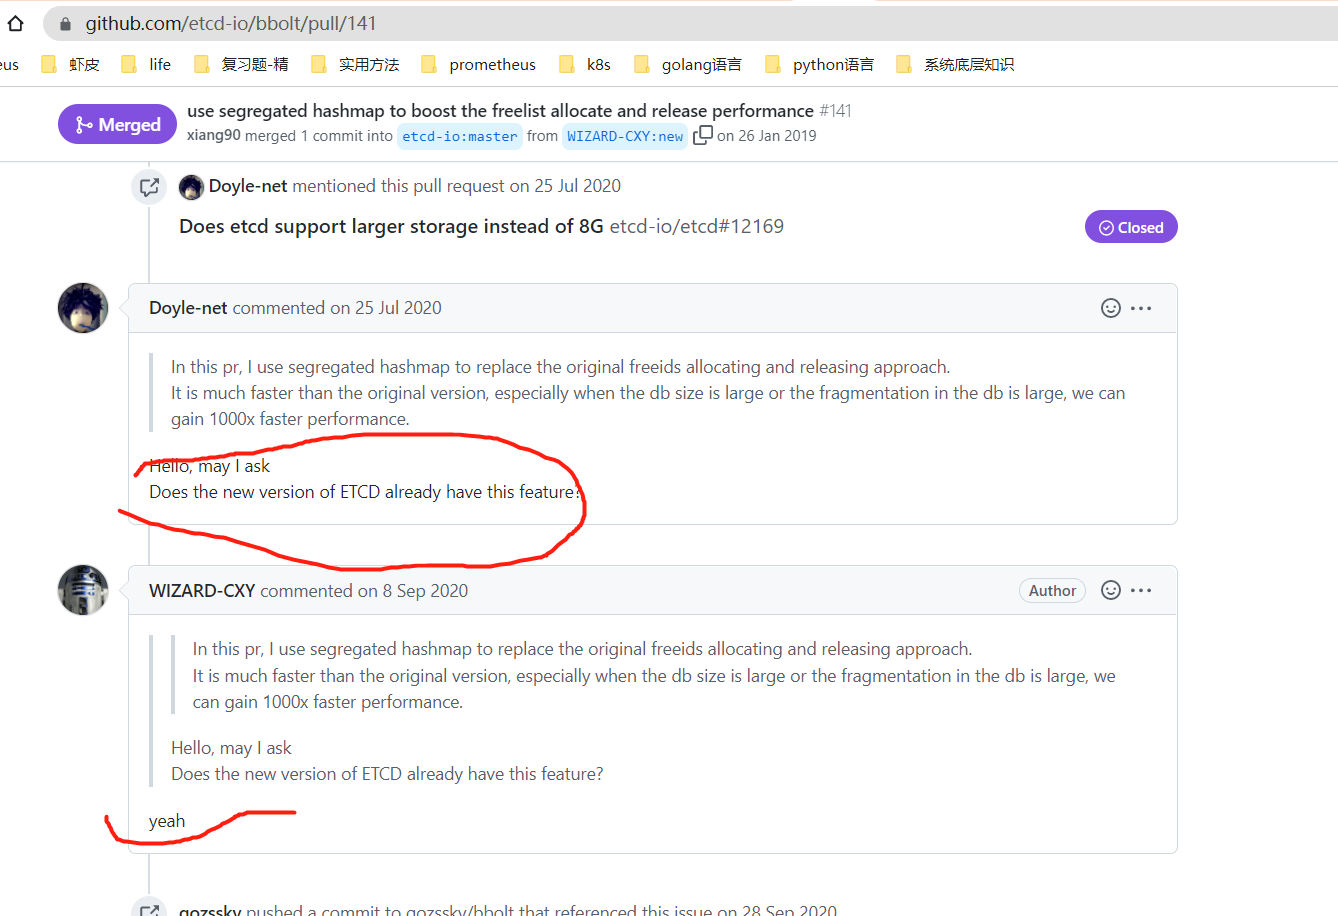 github.com/etcd-io/bbolt/pull/141
eus 虾皮 life 复习题-精 实用方法 prometheus k8s golang语言 python语言 系统底层知识
Merged
use segregated hashmap to boost the freelist allocate and release performance #141
xiang90 merged 1 commit into etcd-io:master from WIZARD-CXY:new on 26 Jan 2019
Doyle-net mentioned this pull request on 25 Jul 2020
Does etcd support larger storage instead of 8G etcd-io/etcd#12169
Closed
Doyle-net commented on 25 Jul 2020
In this pr, I use segregated hashmap to replace the original freeids allocating and releasing approach.
It is much faster than the original version, especially when the db size is large or the fragmentation in the db is large, we can
gain 1000x faster performance.
Hello, may I ask
Does the new version of ETCD already have this feature?
WIZARD-CXY commented on 8 Sep 2020
Author
In this pr, I use segregated hashmap to replace the original freeids allocating and releasing approach.
It is much faster than the original version, especially when the db size is large or the fragmentation in the db is large, we
can gain 1000x faster performance.
Hello, may I ask
Does the new version of ETCD already have this feature?
yeah
gozssky pushed a commit to gozssky/bbolt that referenced this issue on 28 Sep 2020